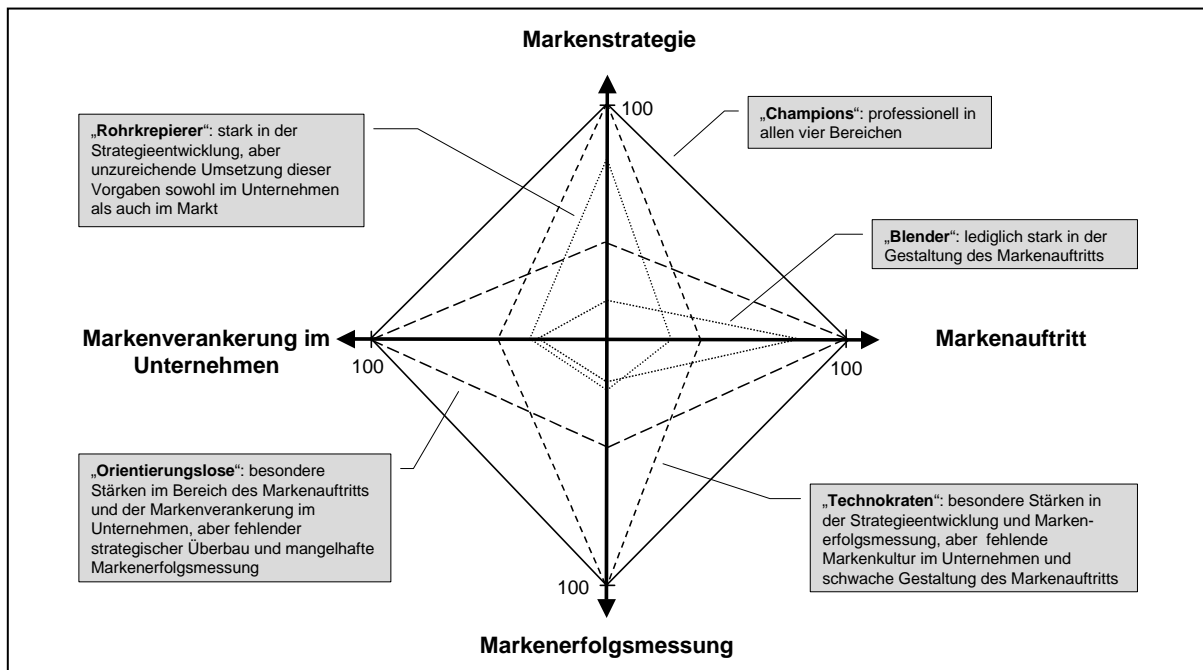 Markenstrategie
100
„Rohrkrepierer“: stark in der
Strategieentwicklung, aber
unzureichende Umsetzung dieser
Vorgaben sowohl im Unternehmen
als auch im Markt
„Champions“: professionell in
allen vier Bereichen
„Blender“: lediglich stark in der
Gestaltung des Markenauftritts
Markenverankerung im
Unternehmen
100
Markenauftritt
100
„Orientierungslose“: besondere
Stärken im Bereich des Markenauftritts
und der Markenverankerung im
Unternehmen, aber fehlender
strategischer Überbau und mangelhafte
Markenerfolgsmessung
„Technokraten“: besondere Stärken in
der Strategieentwicklung und Marken-
erfolgsmessung, aber  fehlende
Markenkultur im Unternehmen und
schwache Gestaltung des Markenauftritts
100
Markenerfolgsmessung